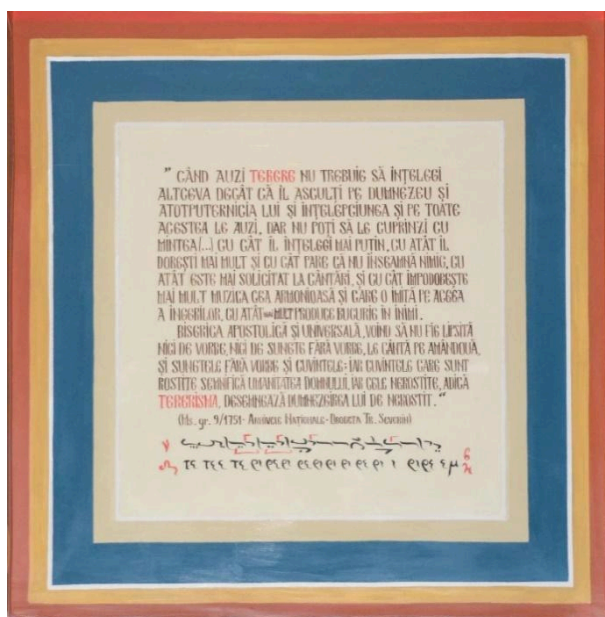 " CÂND AUZI TERERE NU TREBUIE SĂ ÎNȚELEGI
ALTCEVA DECÂT CĂ ÎL ASCULȚI PE DUMNEZEU ȘI
ATOTPUTERNICIA LUI ȘI ÎNȚELEPCIUNEA ȘI PE TOATE
ACESTEA LE AUZI, DAR NU POȚI SĂ LE CUPRINZI CU
MINTEA(...) CU CÂT ÎL ÎNȚELEGI MAI PUȚIN, CU ATÂT ÎL
DOREȘTI MAI MULT ȘI CU CÂT PARE CĂ NU ÎNSEAMNĂ NIMIC, CU
ATÂT ESTE MAI SOLICITAT LA CÂNTĂRI, ȘI CU CÂT ÎMPODOBEȘTE
MAI MULT MUZICA CEA ARMONIOASĂ ȘI CARE O IMITĂ PE ACEEA
A ÎNGERILOR, CU ATÂT MULT PRODUCE BUCURIE ÎN INIMI.
BISERICA APOSTOLICĂ ȘI UNIVERSALĂ, VOIND SĂ NU FIE LIPSITĂ
NICI DE VORBE, NICI DE SUNETE FĂRĂ VORBE, LE CÂNTĂ PE AMÂNDOUĂ,
ȘI SUNETELE FĂRĂ VORBE ȘI CUVINTELE: IAR CUVINTELE CARE SUNT
ROSTITE SEMNIFICĂ UMANITATEA DOMNULUI, IAR CELE NEROSTITE, ADICĂ
TERERISMA, DESEMNEAZĂ DUMNEZEIREA LUI DE NEROSTIT. "
(Ms. gr. 9/1751- Arhivele Naționale- Drobeta Tr. Severin)